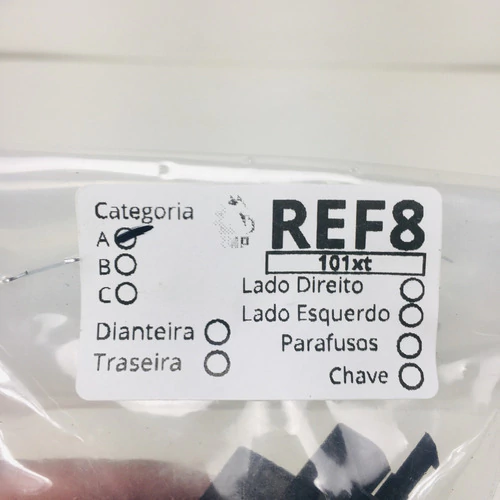 Categoria
A
B
C
Dianteira
Traseira
REF8
101xt
Lado Direito
Lado Esquerdo
Parafusos
Chave